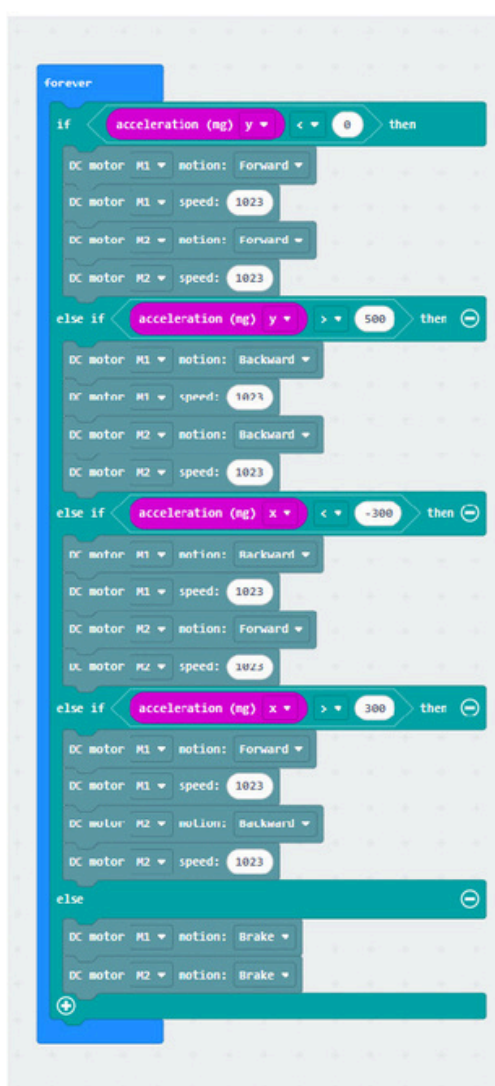 forever
if acceleration (mg) y < 0 then
DC motor M1 motion: Forward
DC motor M1 speed: 1023
DC motor M2 motion: Forward
DC motor M2 speed: 1023
else if acceleration (mg) y > 500 then
DC motor M1 motion: Backward
DC motor M1 speed: 1023
DC motor M2 motion: Backward
DC motor M2 speed: 1023
else if acceleration (mg) x < -300 then
DC motor M1 motion: Backward
DC motor M1 speed: 1023
DC motor M2 motion: Forward
DC motor M2 speed: 1023
else if acceleration (mg) x > 300 then
DC motor M1 motion: Forward
DC motor M1 speed: 1023
DC motor M2 motion: Backward
DC motor M2 speed: 1023
else
DC motor M1 motion: Brake
DC motor M2 motion: Brake